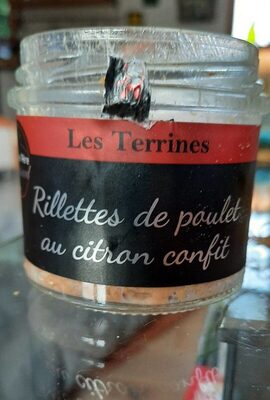 Les Terrines
Rillettes de poulet
au citron confit